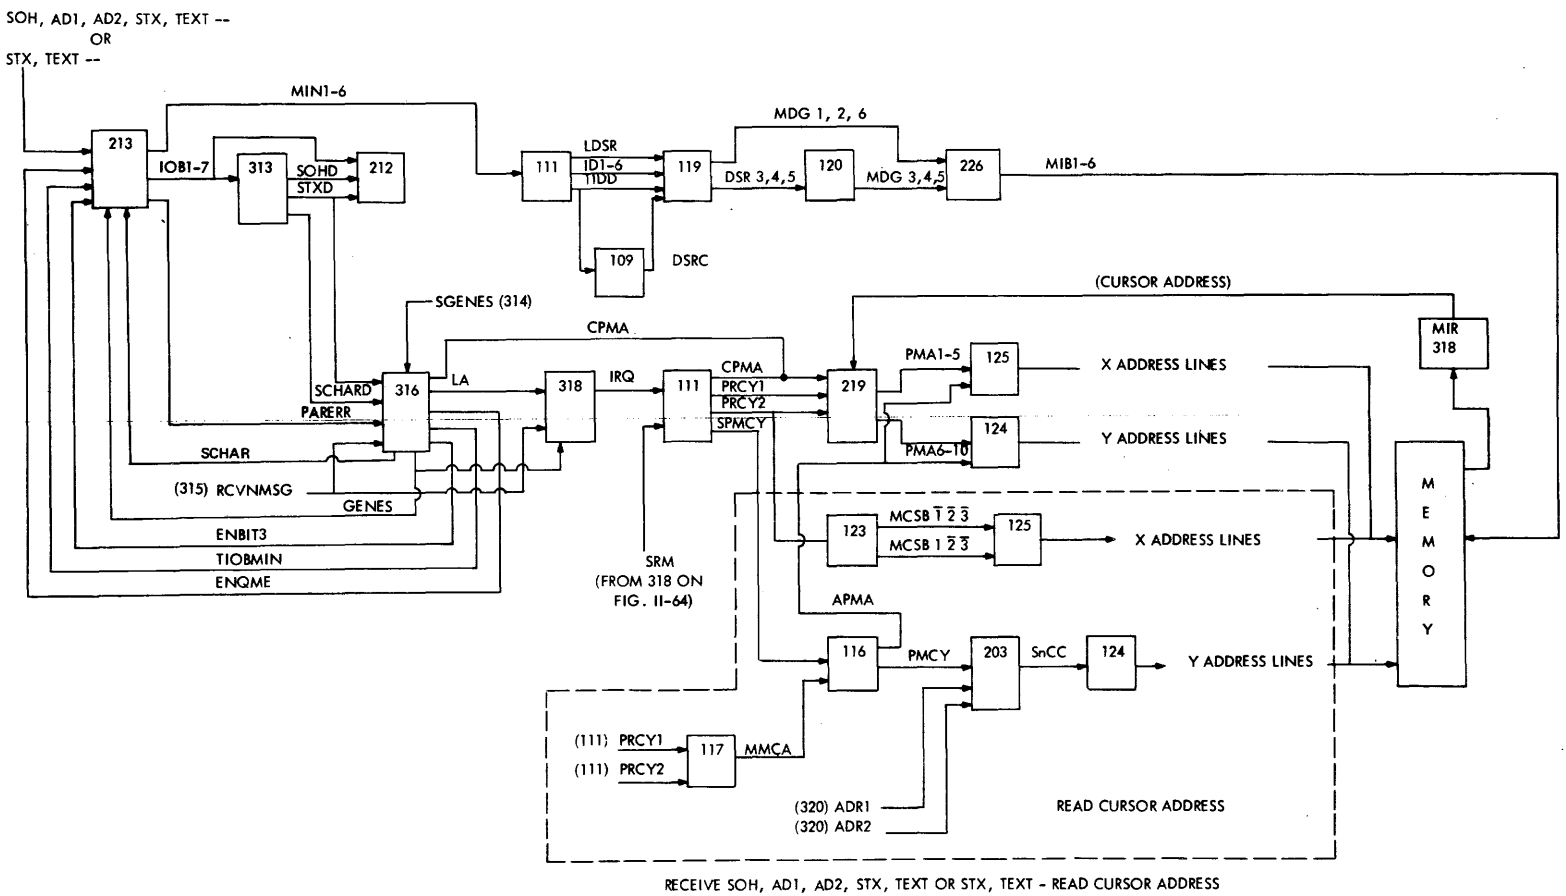 SOH, AD1, AD2, STX, TEXT --
OR
STX, TEXT --
MIN1-6
213
IOB1-7
313
SOHD
STXD
212
111
LDSR
ID1-6
TIDD
109
DSRC
119
MDG 1, 2, 6
DSR 3,4,5
120
MDG 3,4,5
226
MIB1-6
SGENES (314)
(CURSOR ADDRESS)
MIR
318
CPMA
316
SCHARD
PARERR
LA
318
IRQ
111
CPMA
PRCY1
PRCY2
SPMCY
219
PMA1-5
125
X ADDRESS LINES
124
PMA6-10
Y ADDRESS LINES
SCHAR
(315) RCVNMSG
GENES
ENBIT3
TIOBMIN
ENQME
SRM
(FROM 318 ON
FIG. II-64)
123
MCSB 1̅ 2̅ 3̅
MCSB 1 2̅ 3̅
125
X ADDRESS LINES
MEMORY
APMA
116
PMCY
203
SnCC
124
Y ADDRESS LINES
(111) PRCY1
(111) PRCY2
117
MMCA
(320) ADR1
(320) ADR2
READ CURSOR ADDRESS
RECEIVE SOH, AD1, AD2, STX, TEXT OR STX, TEXT - READ CURSOR ADDRESS